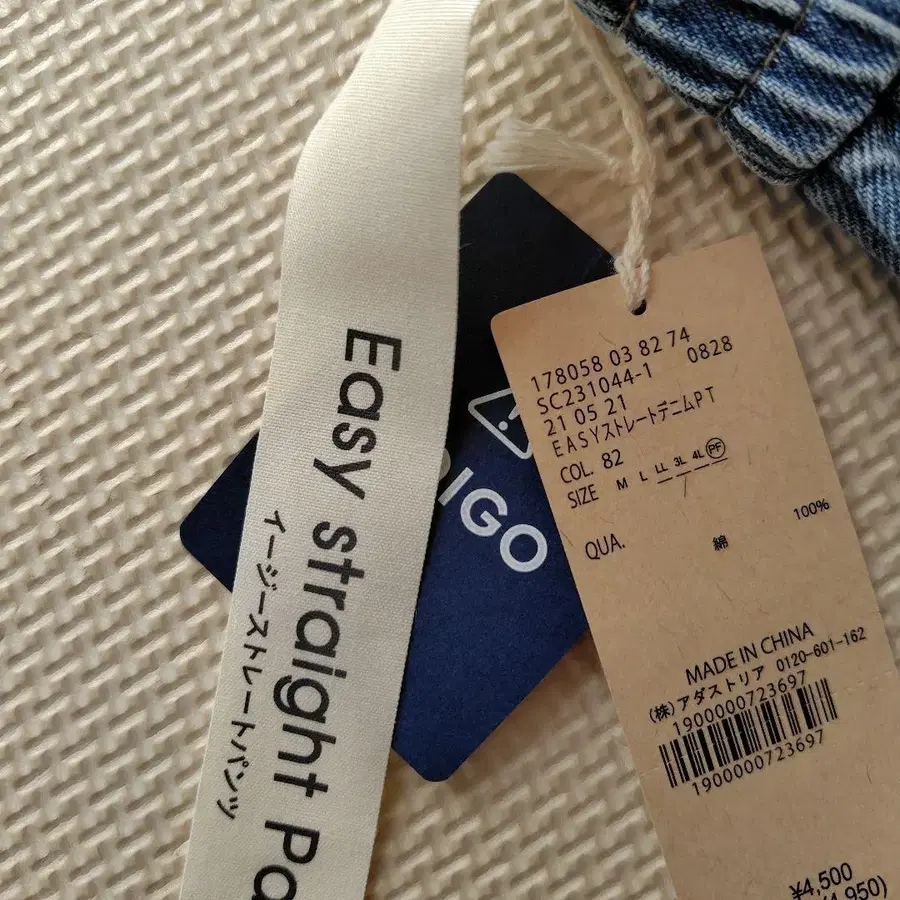 Easy straight Pa
イージーストレートパンツ
DIGO
178058 03 82 74
SC231044-1 0828
21 05 21
EASYストレートデニムPT
COL. 82
SIZE M L LL 3L 4L PF
QUA. 綿 100%
MADE IN CHINA
(株)アダストリア 0120-601-162
1900000723697
1900000723697
¥4,500
4,950)